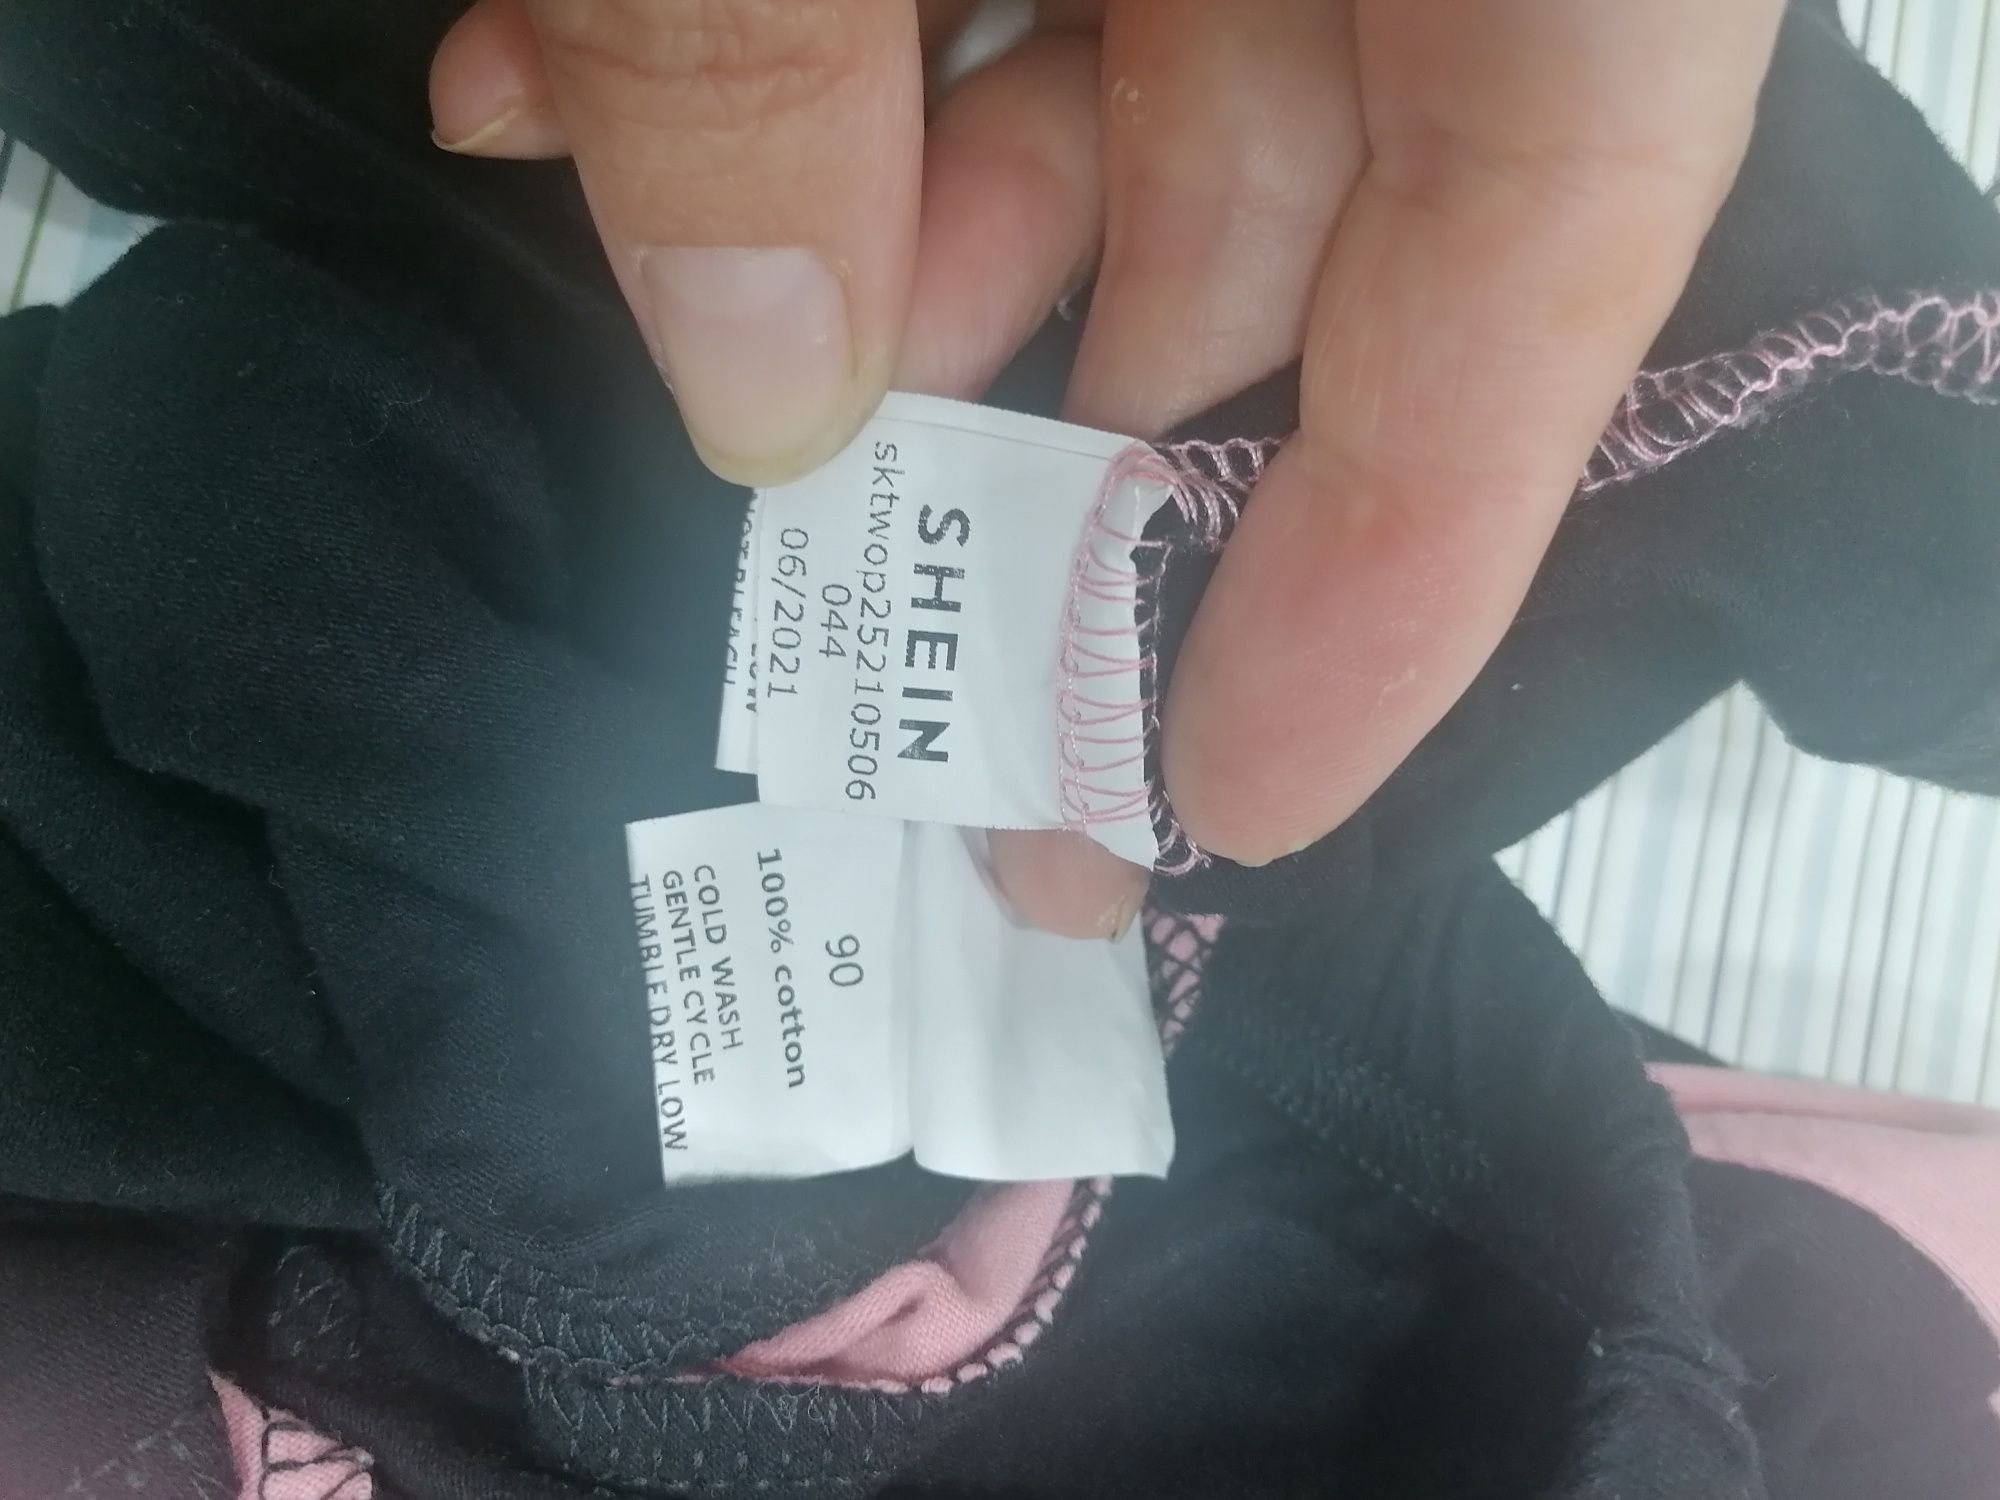 SHEIN
sktwop25210506
044
06/2021
90
100% cotton
COLD WASH
GENTLE CYCLE
TUMBLE DRY LOW